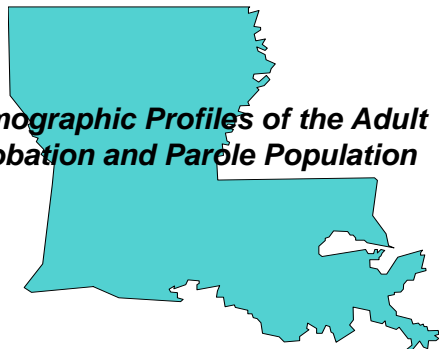 mographic Profiles of the Adult
obation and Parole Population